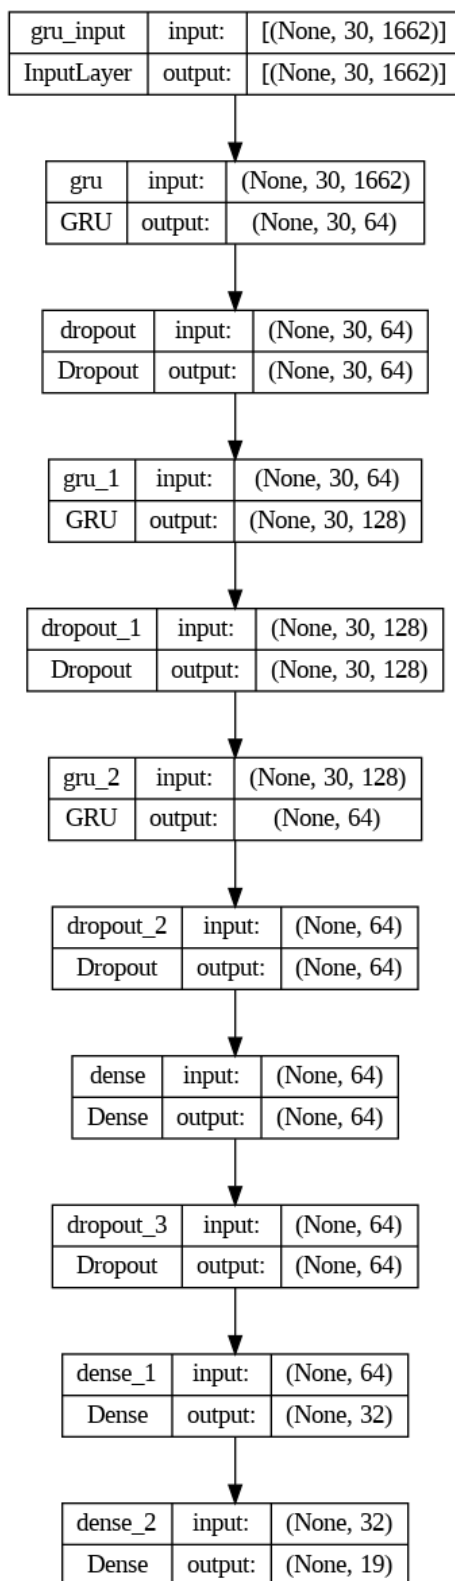 gru_input input: [(None, 30, 1662)]
InputLayer output: [(None, 30, 1662)]
gru input: (None, 30, 1662)
GRU output: (None, 30, 64)
dropout input: (None, 30, 64)
Dropout output: (None, 30, 64)
gru_1 input: (None, 30, 64)
GRU output: (None, 30, 128)
dropout_1 input: (None, 30, 128)
Dropout output: (None, 30, 128)
gru_2 input: (None, 30, 128)
GRU output: (None, 64)
dropout_2 input: (None, 64)
Dropout output: (None, 64)
dense input: (None, 64)
Dense output: (None, 64)
dropout_3 input: (None, 64)
Dropout output: (None, 64)
dense_1 input: (None, 64)
Dense output: (None, 32)
dense_2 input: (None, 32)
Dense output: (None, 19)